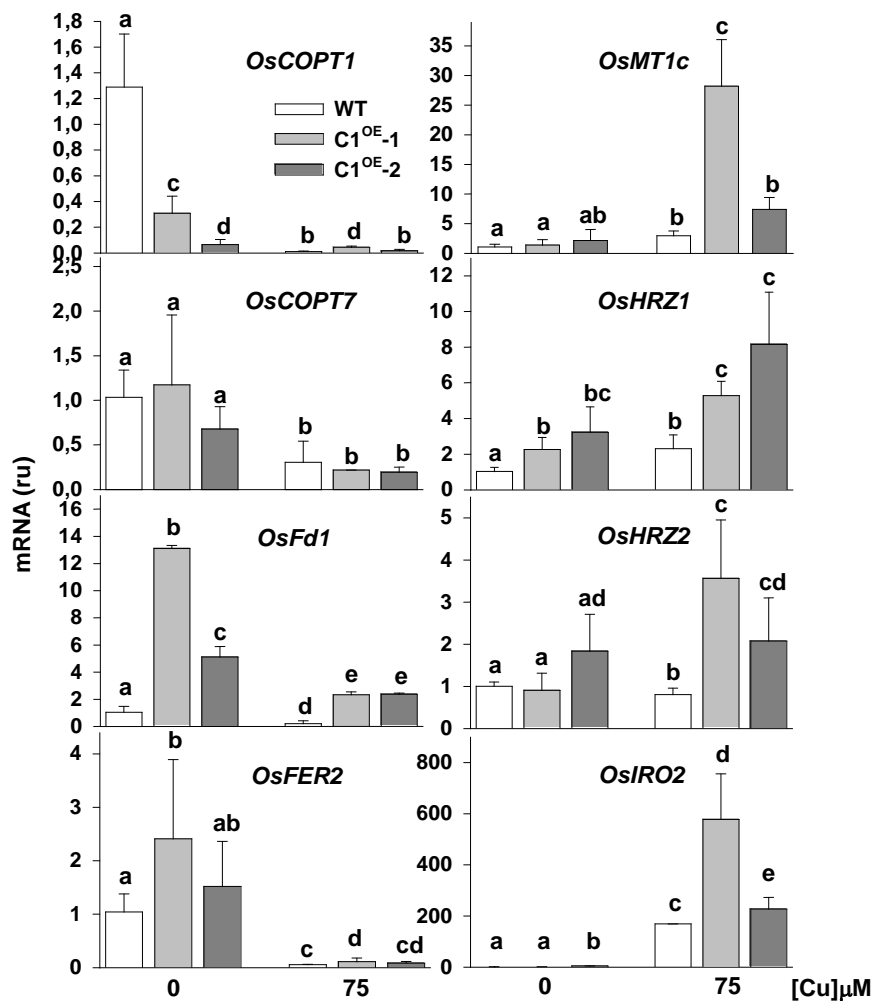 mRNA (ru)
OsCOPT1
WT
C1^OE-1
C1^OE-2
1,8
1,6
1,4
1,2
1,0
0,8
0,6
0,4
0,2
0,0
a
c
d
b
d
b
OsMT1c
35
30
25
20
15
10
5
0
a
a
ab
b
c
b
OsCOPT7
2,5
2,0
1,5
1,0
0,5
0,0
a
a
a
b
b
b
OsHRZ1
12
10
8
6
4
2
0
a
b
bc
b
c
c
OsFd1
16
14
12
10
8
6
4
2
0
a
b
c
d
e
e
OsHRZ2
5
4
3
2
1
0
a
a
ad
b
c
cd
OsFER2
4
3
2
1
0
a
b
ab
c
d
cd
OsIRO2
800
600
400
200
0
a
a
b
c
d
e
0 75 0 75 [Cu]µM